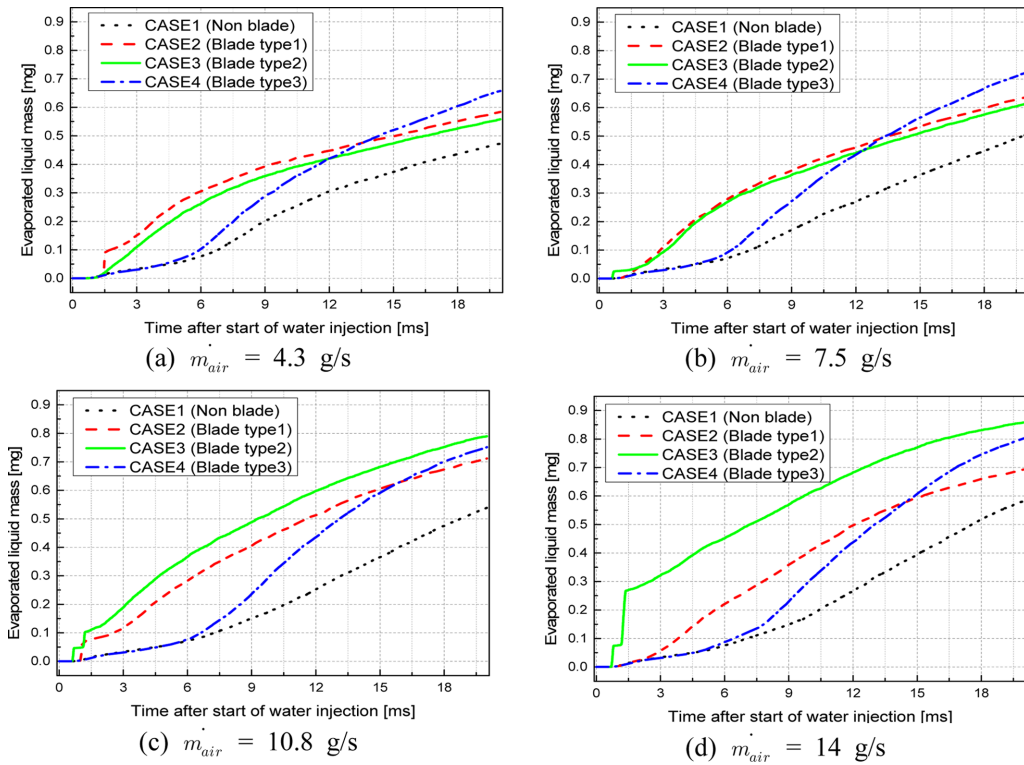 CASE1 (Non blade)
CASE2 (Blade type1)
CASE3 (Blade type2)
CASE4 (Blade type3)
Evaporated liquid mass [mg]
0.9
0.8
0.7
0.6
0.5
0.4
0.3
0.2
0.1
0.0
0 3 6 9 12 15 18
Time after start of water injection [ms]
(a) ṁair = 4.3 g/s
CASE1 (Non blade)
CASE2 (Blade type1)
CASE3 (Blade type2)
CASE4 (Blade type3)
Evaporated liquid mass [mg]
0.9
0.8
0.7
0.6
0.5
0.4
0.3
0.2
0.1
0.0
0 3 6 9 12 15 18
Time after start of water injection [ms]
(b) ṁair = 7.5 g/s
CASE1 (Non blade)
CASE2 (Blade type1)
CASE3 (Blade type2)
CASE4 (Blade type3)
Evaporated liquid mass [mg]
0.9
0.8
0.7
0.6
0.5
0.4
0.3
0.2
0.1
0.0
0 3 6 9 12 15 18
Time after start of water injection [ms]
(c) ṁair = 10.8 g/s
CASE1 (Non blade)
CASE2 (Blade type1)
CASE3 (Blade type2)
CASE4 (Blade type3)
Evaporated liquid mass [mg]
0.9
0.8
0.7
0.6
0.5
0.4
0.3
0.2
0.1
0.0
0 3 6 9 12 15 18
Time after start of water injection [ms]
(d) ṁair = 14 g/s